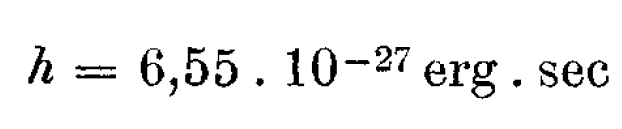 h = 6,55 . 10⁻²⁷ erg . sec